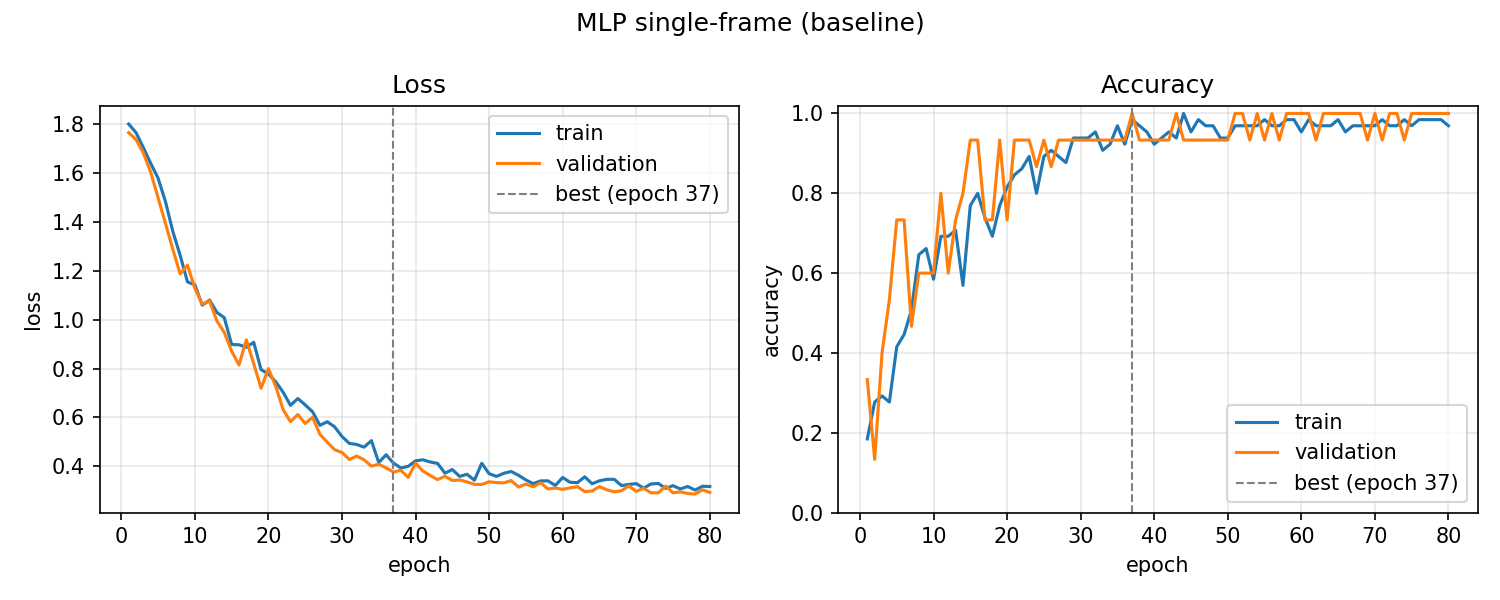 MLP single-frame (baseline)
Loss
1.8
1.6
1.4
1.2
1.0
0.8
0.6
0.4
loss
0 10 20 30 40 50 60 70 80
epoch
train
validation
best (epoch 37)
Accuracy
1.0
0.8
0.6
0.4
0.2
0.0
accuracy
0 10 20 30 40 50 60 70 80
epoch
train
validation
best (epoch 37)